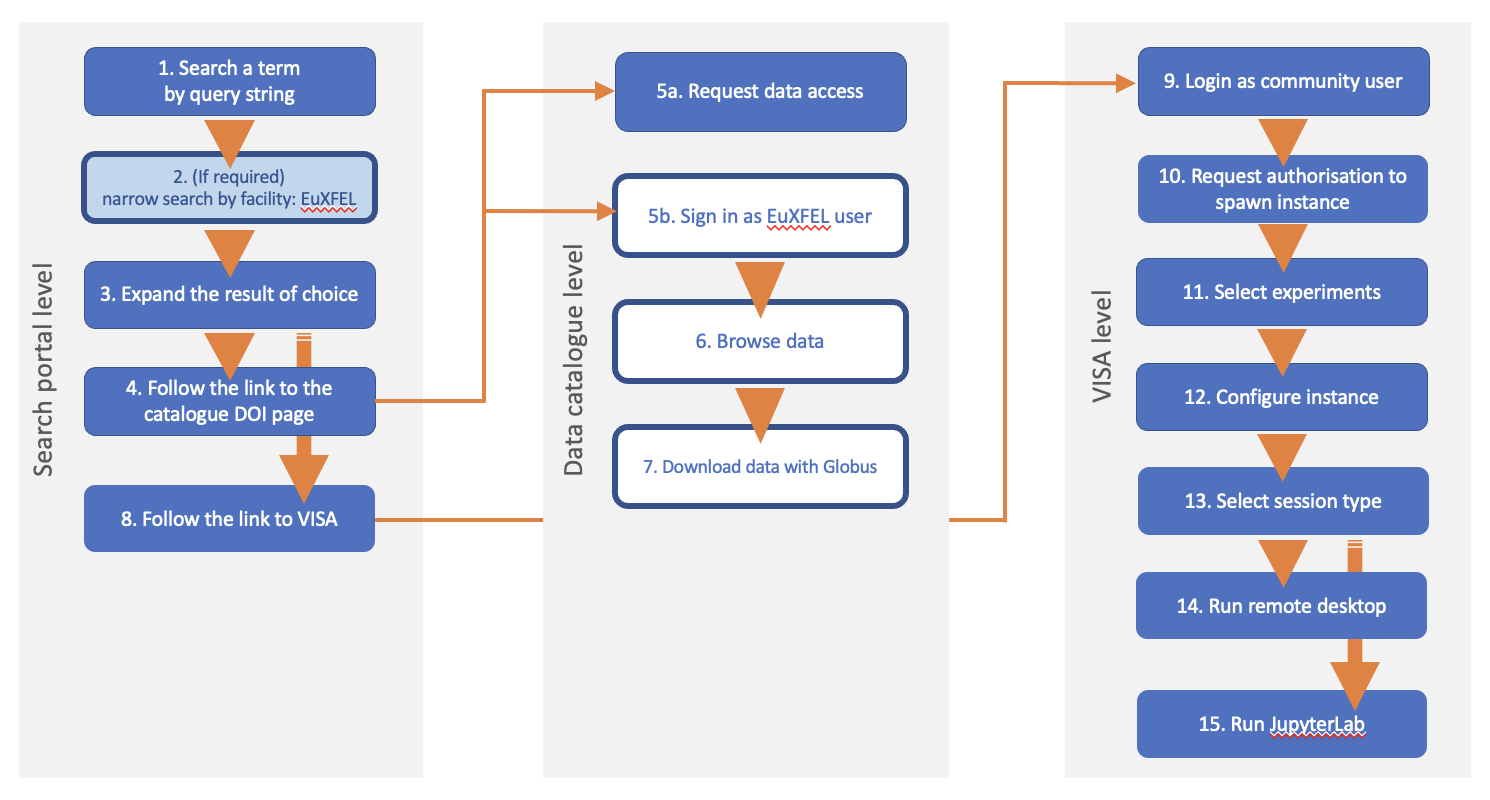 Search portal level
1. Search a term
by query string
2. (If required)
narrow search by facility: EuXFEL
3. Expand the result of choice
4. Follow the link to the
catalogue DOI page
8. Follow the link to VISA
Data catalogue level
5a. Request data access
5b. Sign in as EuXFEL user
6. Browse data
7. Download data with Globus
VISA level
9. Login as community user
10. Request authorisation to
spawn instance
11. Select experiments
12. Configure instance
13. Select session type
14. Run remote desktop
15. Run JupyterLab